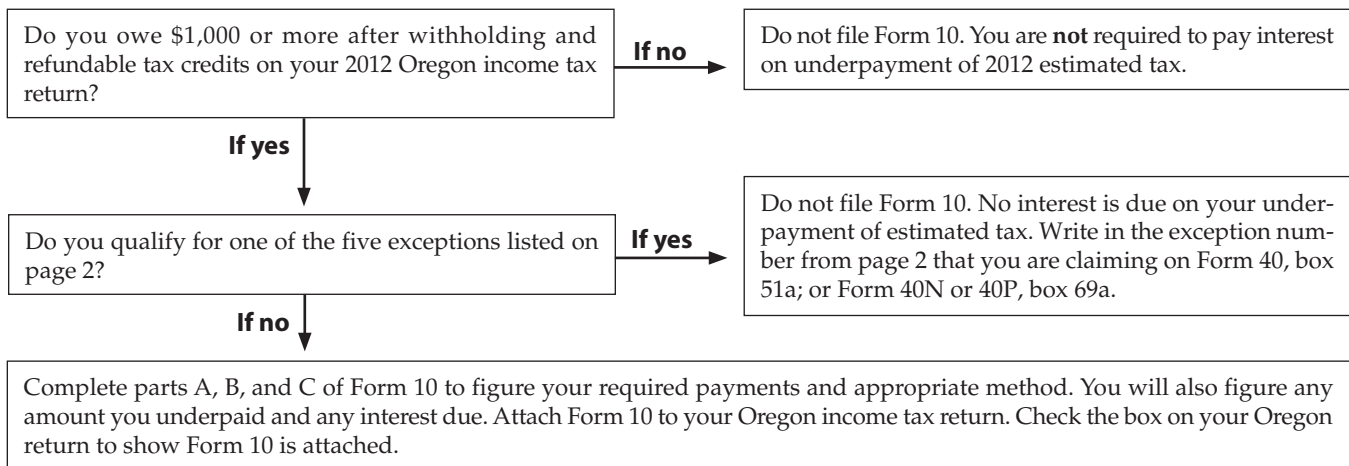 Do you owe $1,000 or more after withholding and
refundable tax credits on your 2012 Oregon income tax
return?
If no
Do not file Form 10. You are not required to pay interest
on underpayment of 2012 estimated tax.
If yes
Do you qualify for one of the five exceptions listed on
page 2?
If yes
Do not file Form 10. No interest is due on your under-
payment of estimated tax. Write in the exception num-
ber from page 2 that you are claiming on Form 40, box
51a; or Form 40N or 40P, box 69a.
If no
Complete parts A, B, and C of Form 10 to figure your required payments and appropriate method. You will also figure any
amount you underpaid and any interest due. Attach Form 10 to your Oregon income tax return. Check the box on your Oregon
return to show Form 10 is attached.